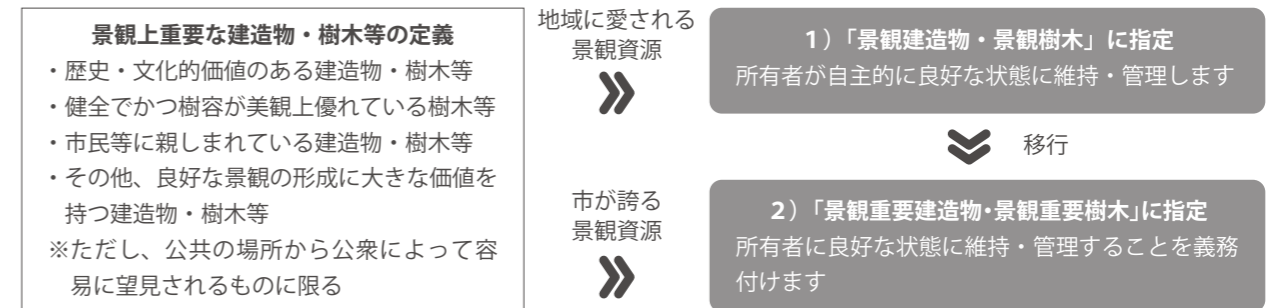 景観上重要な建造物・樹木等の定義
・歴史・文化的価値のある建造物・樹木等
・健全でかつ樹容が美観上優れている樹木等
・市民等に親しまれている建造物・樹木等
・その他、良好な景観の形成に大きな価値を
持つ建造物・樹木等
※ただし、公共の場所から公衆によって容
易に望見されるものに限る
地域に愛される
景観資源
1）「景観建造物・景観樹木」に指定
所有者が自主的に良好な状態に維持・管理します
移行
市が誇る
景観資源
2）「景観重要建造物・景観重要樹木」に指定
所有者に良好な状態に維持・管理することを義務
付けます